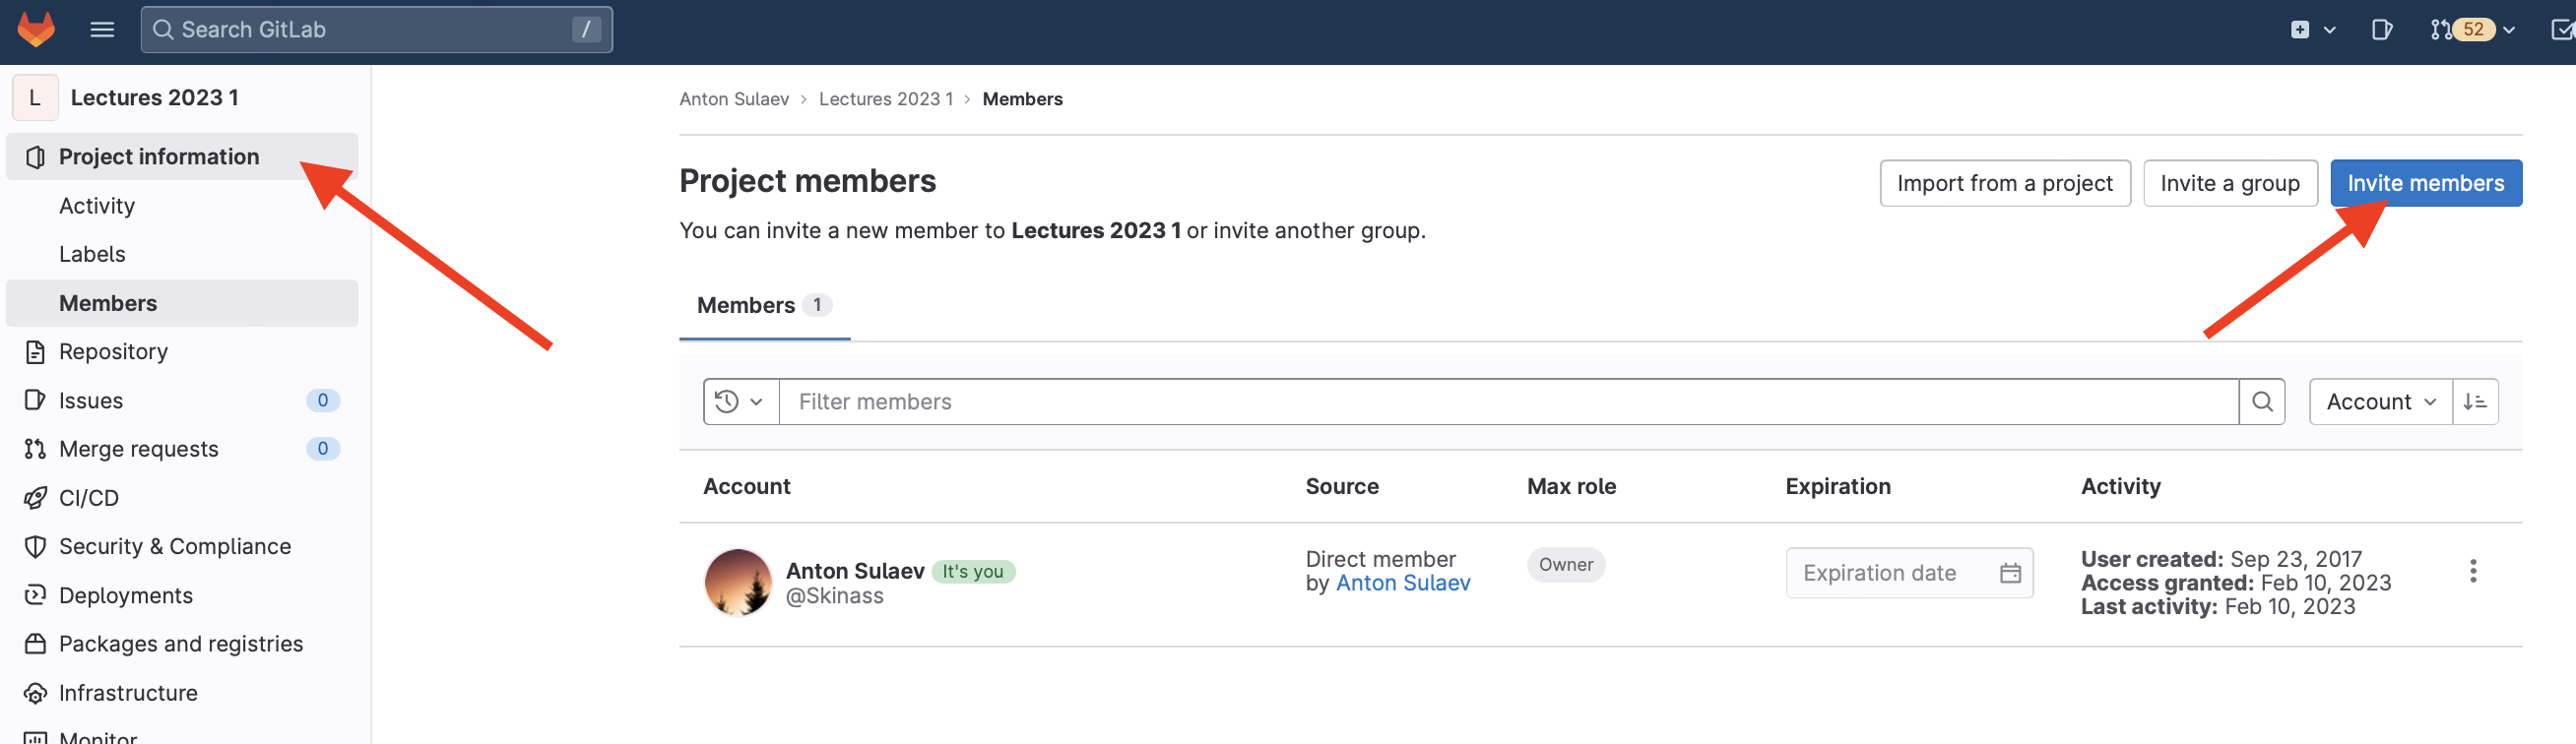 Search GitLab /
52
L Lectures 2023 1
Project information
Activity
Labels
Members
Repository
Issues 0
Merge requests 0
CI/CD
Security & Compliance
Deployments
Packages and registries
Infrastructure
Monitor
Anton Sulaev > Lectures 2023 1 > Members
Project members
Import from a project
Invite a group
Invite members
You can invite a new member to Lectures 2023 1 or invite another group.
Members 1
Filter members
Account
Account Source Max role Expiration Activity
Anton Sulaev It's you
@Skinass
Direct member
by Anton Sulaev
Owner
Expiration date
User created: Sep 23, 2017
Access granted: Feb 10, 2023
Last activity: Feb 10, 2023